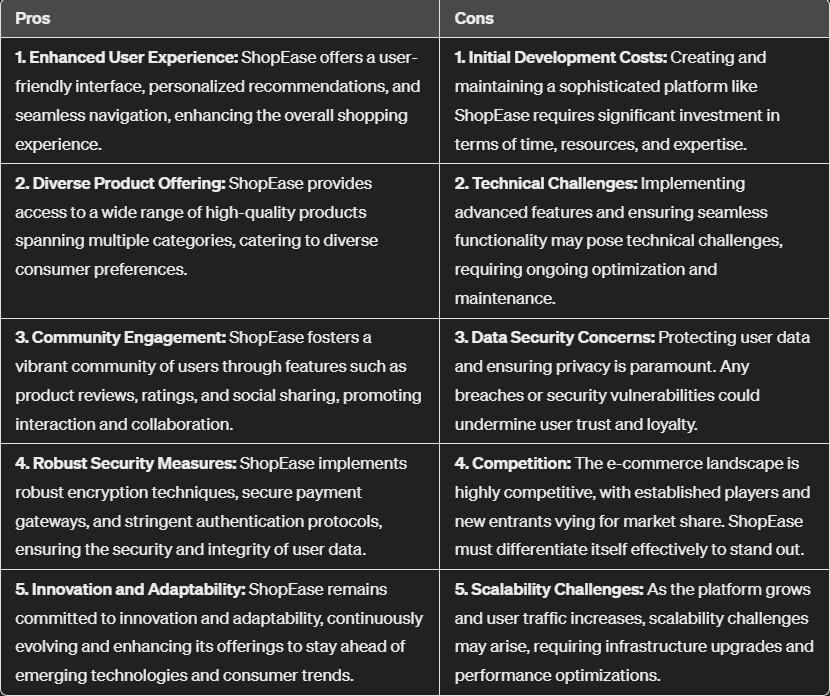 Pros
Cons
1. Enhanced User Experience: ShopEase offers a user-
friendly interface, personalized recommendations, and
seamless navigation, enhancing the overall shopping
experience.
1. Initial Development Costs: Creating and
maintaining a sophisticated platform like
ShopEase requires significant investment in
terms of time, resources, and expertise.
2. Diverse Product Offering: ShopEase provides
access to a wide range of high-quality products
spanning multiple categories, catering to diverse
consumer preferences.
2. Technical Challenges: Implementing
advanced features and ensuring seamless
functionality may pose technical challenges,
requiring ongoing optimization and
maintenance.
3. Community Engagement: ShopEase fosters a
vibrant community of users through features such as
product reviews, ratings, and social sharing, promoting
interaction and collaboration.
3. Data Security Concerns: Protecting user data
and ensuring privacy is paramount. Any
breaches or security vulnerabilities could
undermine user trust and loyalty.
4. Robust Security Measures: ShopEase implements
robust encryption techniques, secure payment
gateways, and stringent authentication protocols,
ensuring the security and integrity of user data.
4. Competition: The e-commerce landscape is
highly competitive, with established players and
new entrants vying for market share. ShopEase
must differentiate itself effectively to stand out.
5. Innovation and Adaptability: ShopEase remains
committed to innovation and adaptability, continuously
evolving and enhancing its offerings to stay ahead of
emerging technologies and consumer trends.
5. Scalability Challenges: As the platform grows
and user traffic increases, scalability challenges
may arise, requiring infrastructure upgrades and
performance optimizations.